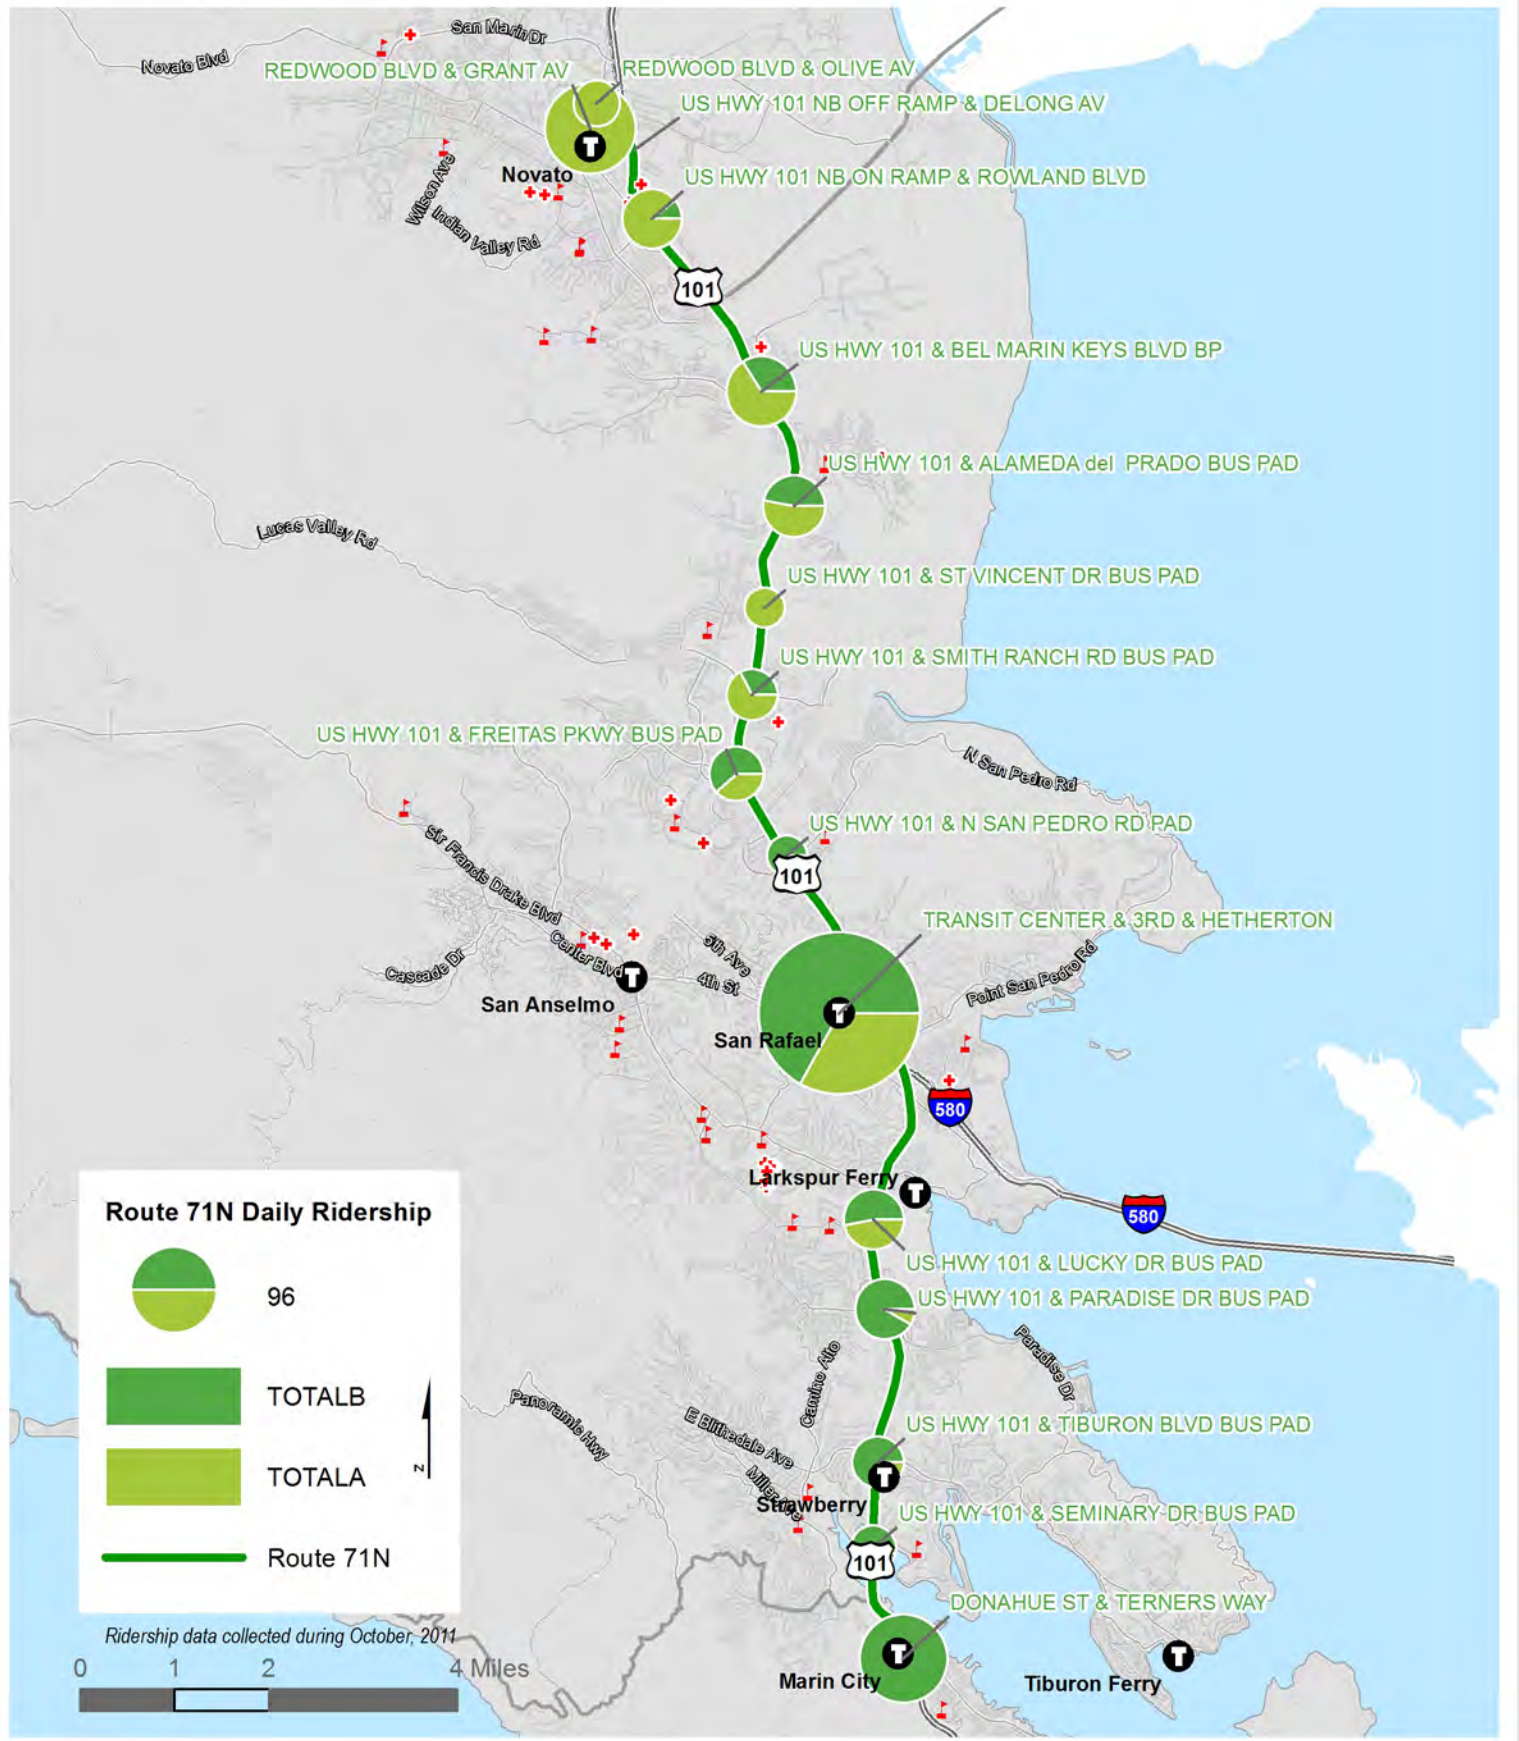 San Marin Dr
Novato Blvd
REDWOOD BLVD & GRANT AV
REDWOOD BLVD & OLIVE AV
US HWY 101 NB OFF RAMP & DELONG AV
T
Novato
US HWY 101 NB ON RAMP & ROWLAND BLVD
Wilson Ave
Indian Valley Rd
101
US HWY 101 & BEL MARIN KEYS BLVD BP
US HWY 101 & ALAMEDA del PRADO BUS PAD
Lucas Valley Rd
US HWY 101 & ST VINCENT DR BUS PAD
US HWY 101 & SMITH RANCH RD BUS PAD
US HWY 101 & FREITAS PKWY BUS PAD
N San Pedro Rd
US HWY 101 & N SAN PEDRO RD PAD
Sir Francis Drake Blvd
101
TRANSIT CENTER & 3RD & HETHERTON
Center Blvd
5th Ave
Cascade Dr
T
4th St
Point San Pedro Rd
San Anselmo
T
San Rafael
580
Larkspur Ferry
T
580
US HWY 101 & LUCKY DR BUS PAD
US HWY 101 & PARADISE DR BUS PAD
Paradise Dr
Camino Alto
Panoramic Hwy
E Blithedale Ave
US HWY 101 & TIBURON BLVD BUS PAD
T
Miller Ave
Strawberry
US HWY 101 & SEMINARY DR BUS PAD
101
DONAHUE ST & TERNERS WAY
T
Marin City
T
Tiburon Ferry
Route 71N Daily Ridership
96
TOTALB
TOTALA
N
Route 71N
Ridership data collected during October, 2011
0 1 2 4 Miles